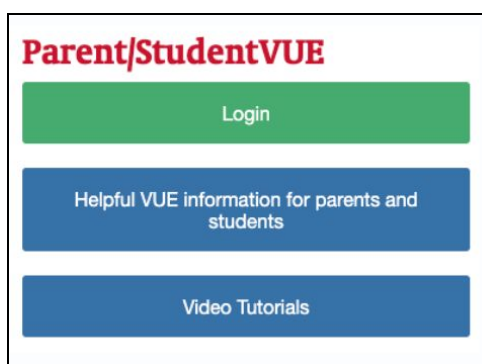 Parent/StudentVUE
Login
Helpful VUE information for parents and
students
Video Tutorials